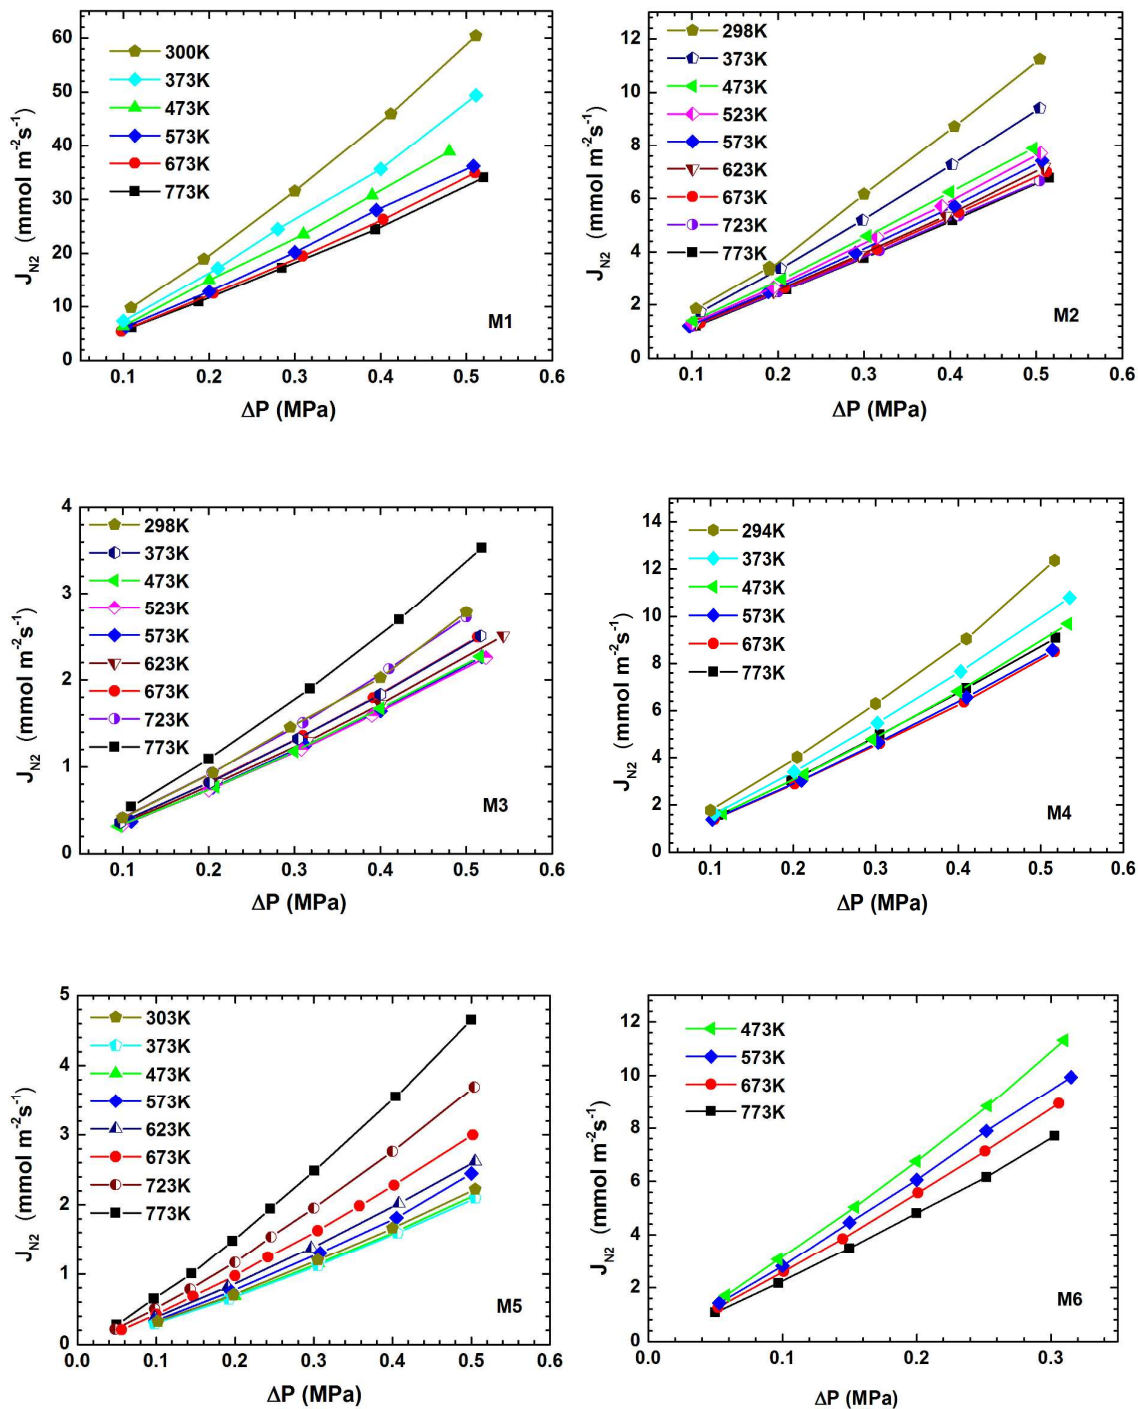 60
50
40
30
20
10
0
J_N2 (mmol m⁻²s⁻¹)
300K
373K
473K
573K
673K
773K
M1
0.1 0.2 0.3 0.4 0.5 0.6
ΔP (MPa)
12
10
8
6
4
2
0
J_N2 (mmol m⁻²s⁻¹)
298K
373K
473K
523K
573K
623K
673K
723K
773K
M2
0.1 0.2 0.3 0.4 0.5 0.6
ΔP (MPa)
4
3
2
1
0
J_N2 (mmol m⁻²s⁻¹)
298K
373K
473K
523K
573K
623K
673K
723K
773K
M3
0.1 0.2 0.3 0.4 0.5 0.6
ΔP (MPa)
14
12
10
8
6
4
2
0
J_N2 (mmol m⁻²s⁻¹)
294K
373K
473K
573K
673K
773K
M4
0.1 0.2 0.3 0.4 0.5 0.6
ΔP (MPa)
5
4
3
2
1
0
J_N2 (mmol m⁻²s⁻¹)
303K
373K
473K
573K
623K
673K
723K
773K
M5
0.0 0.1 0.2 0.3 0.4 0.5 0.6
ΔP (MPa)
12
10
8
6
4
2
0
J_N2 (mmol m⁻²s⁻¹)
473K
573K
673K
773K
M6
0.0 0.1 0.2 0.3
ΔP (MPa)